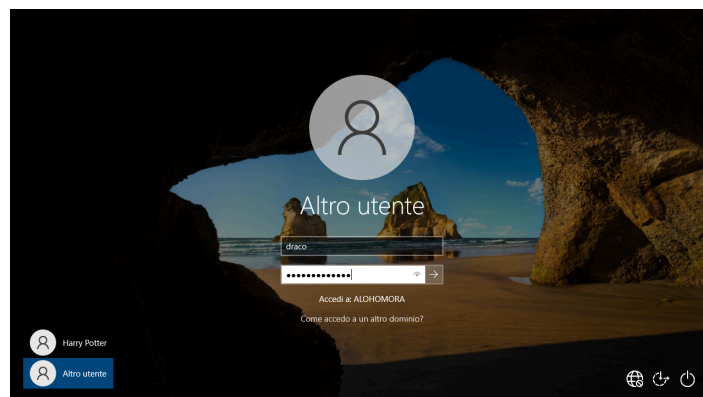 Altro utente
draco
Accedi a: ALOHOMORA
Come accedo a un altro dominio?
Harry Potter
Altro utente